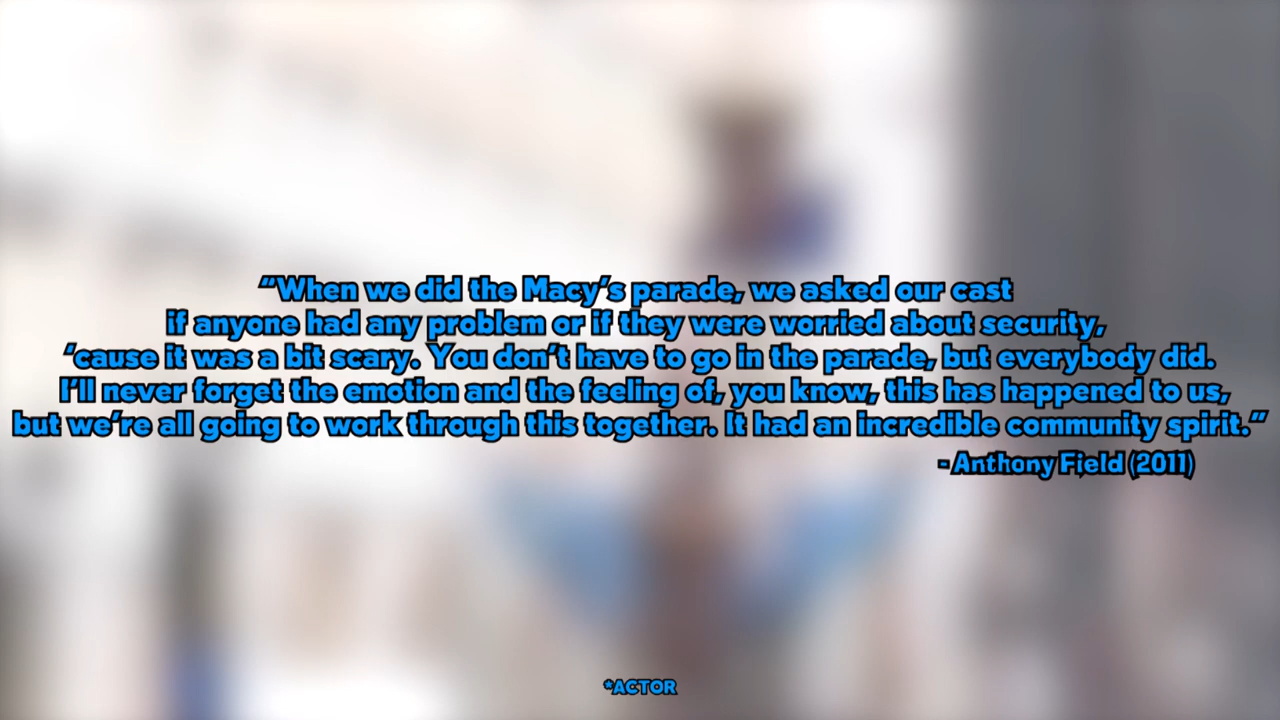 “When we did the Macy’s parade, we asked our cast
if anyone had any problem or if they were worried about security,
‘cause it was a bit scary. You don’t have to go in the parade, but everybody did.
I’ll never forget the emotion and the feeling of, you know, this has happened to us,
but we’re all going to work through this together. It had an incredible community spirit.”
- Anthony Field (2011)
*ACTOR